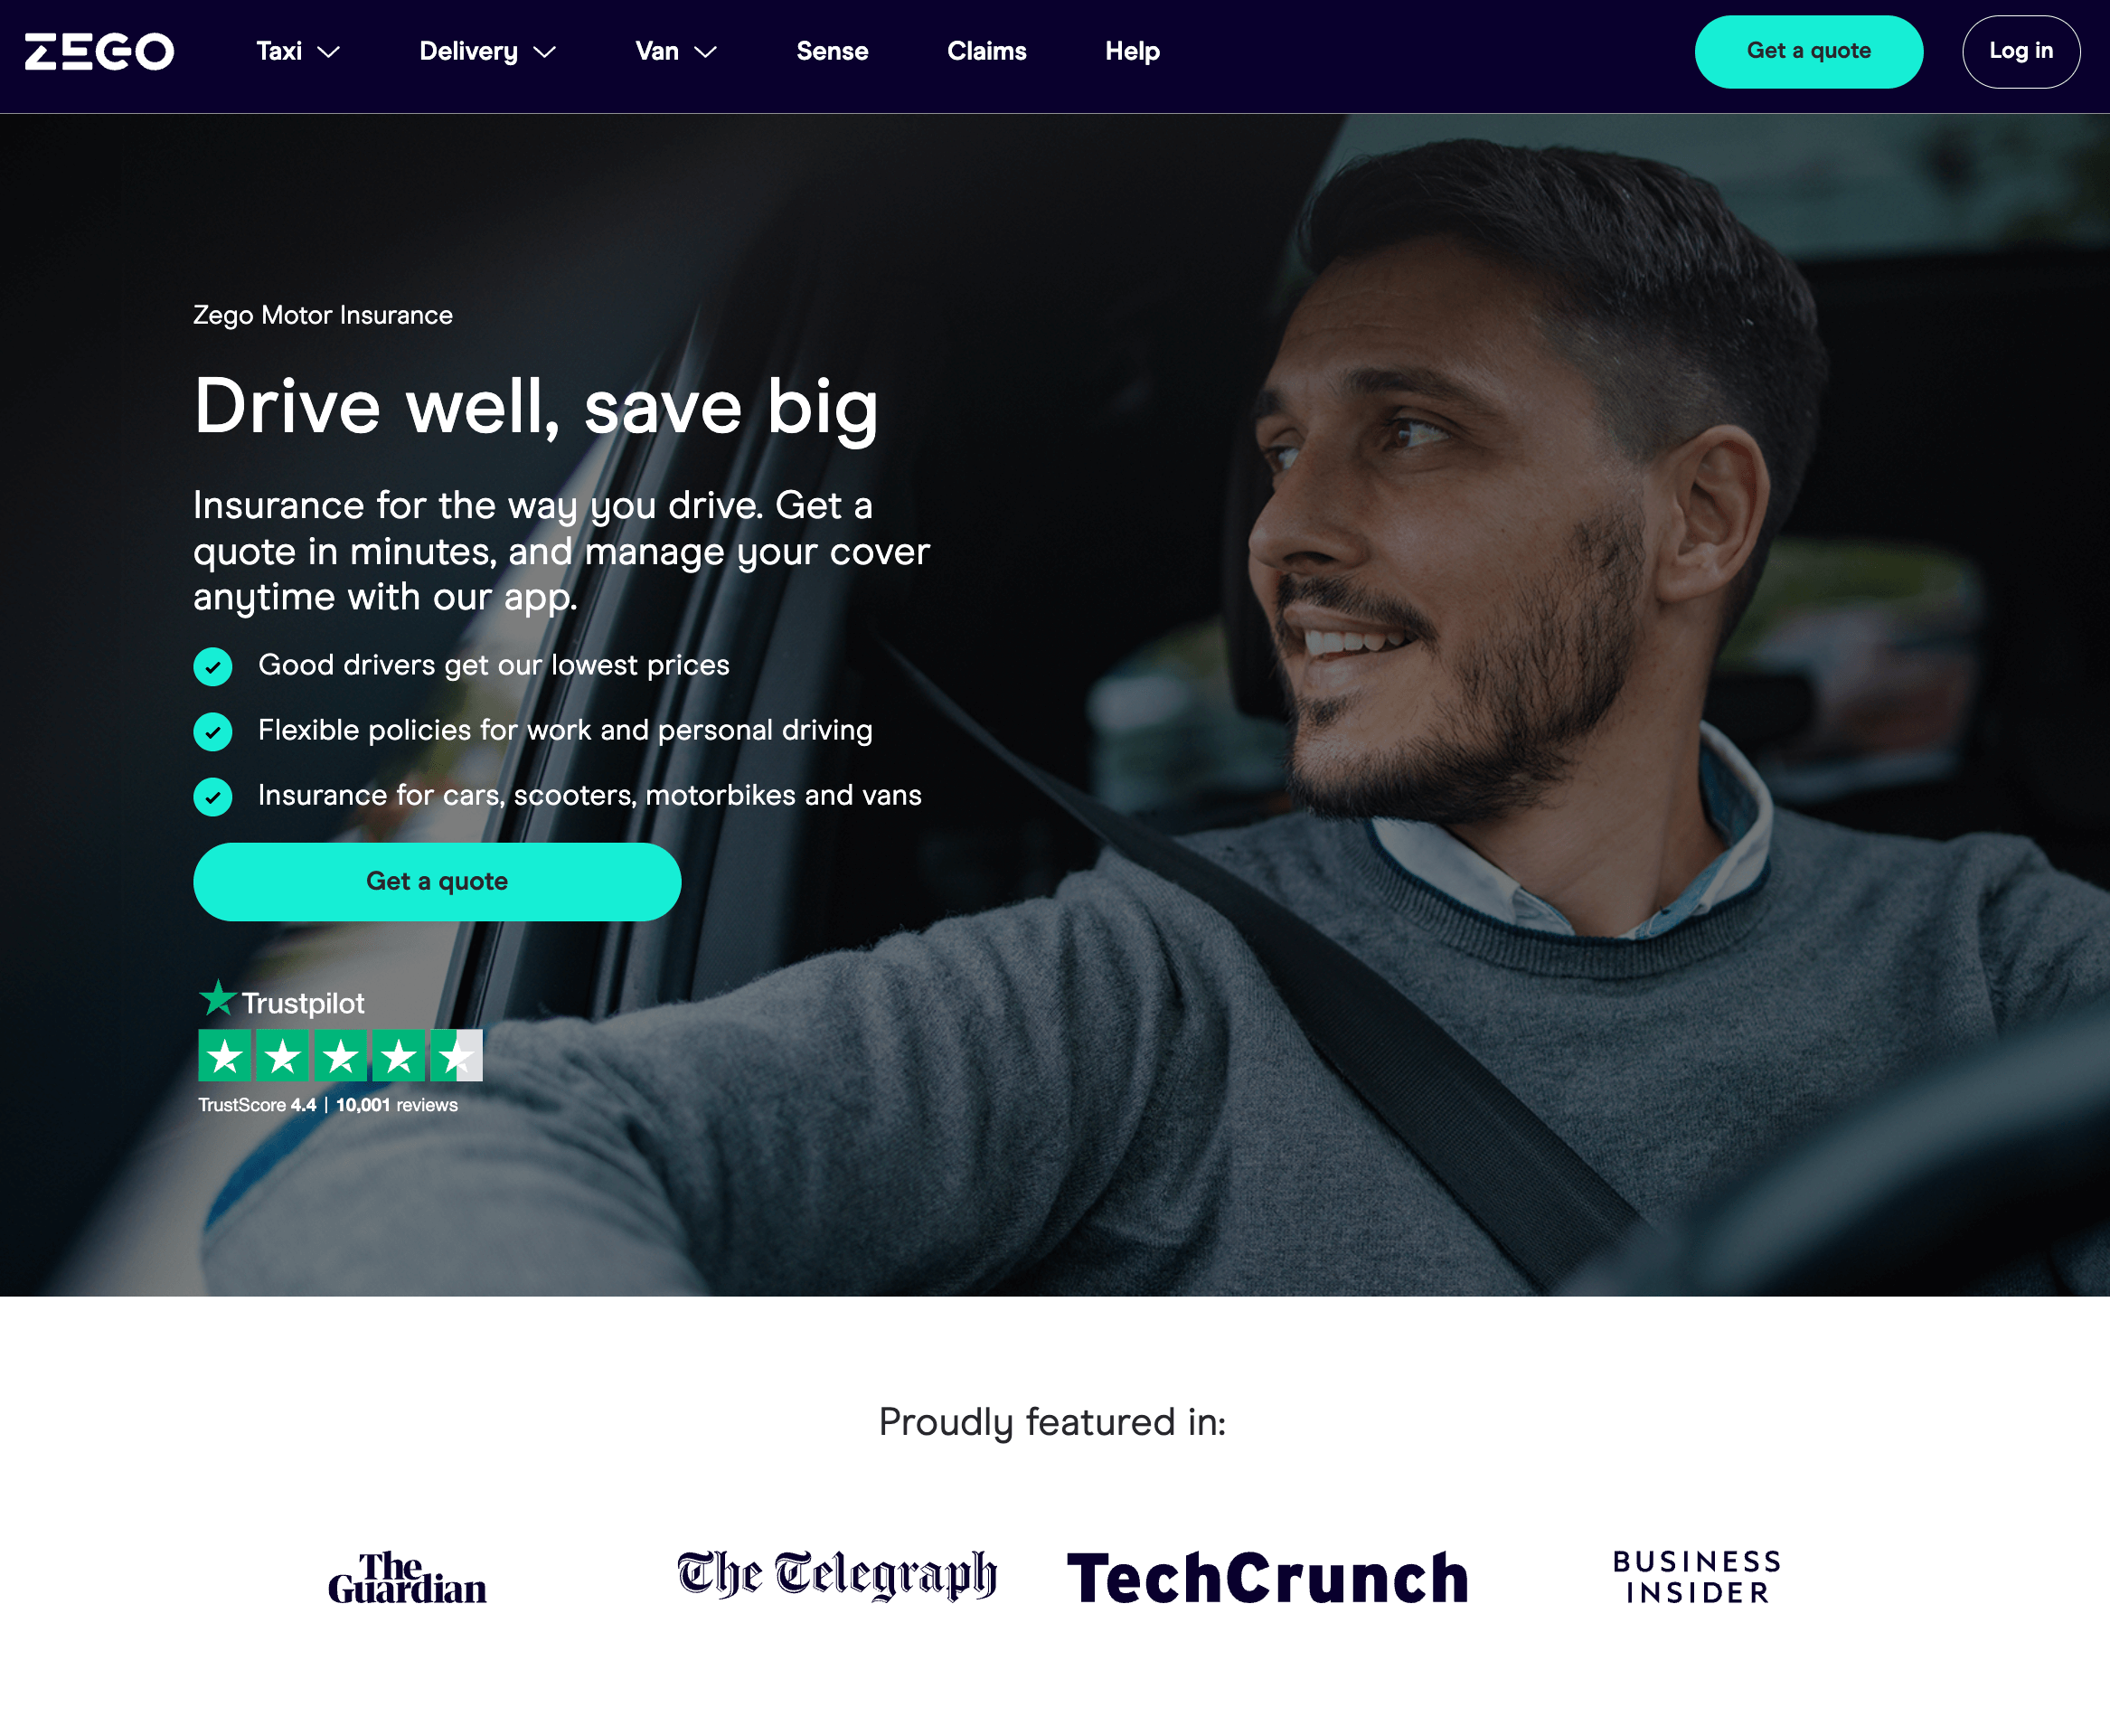 ZEGO
Taxi
Delivery
Van
Sense
Claims
Help
Get a quote
Log in
Zego Motor Insurance
Drive well, save big
Insurance for the way you drive. Get a
quote in minutes, and manage your cover
anytime with our app.
Good drivers get our lowest prices
Flexible policies for work and personal driving
Insurance for cars, scooters, motorbikes and vans
Get a quote
Trustpilot
TrustScore 4.4 | 10,001 reviews
Proudly featured in:
The
Guardian
The Telegraph
TechCrunch
BUSINESS
INSIDER